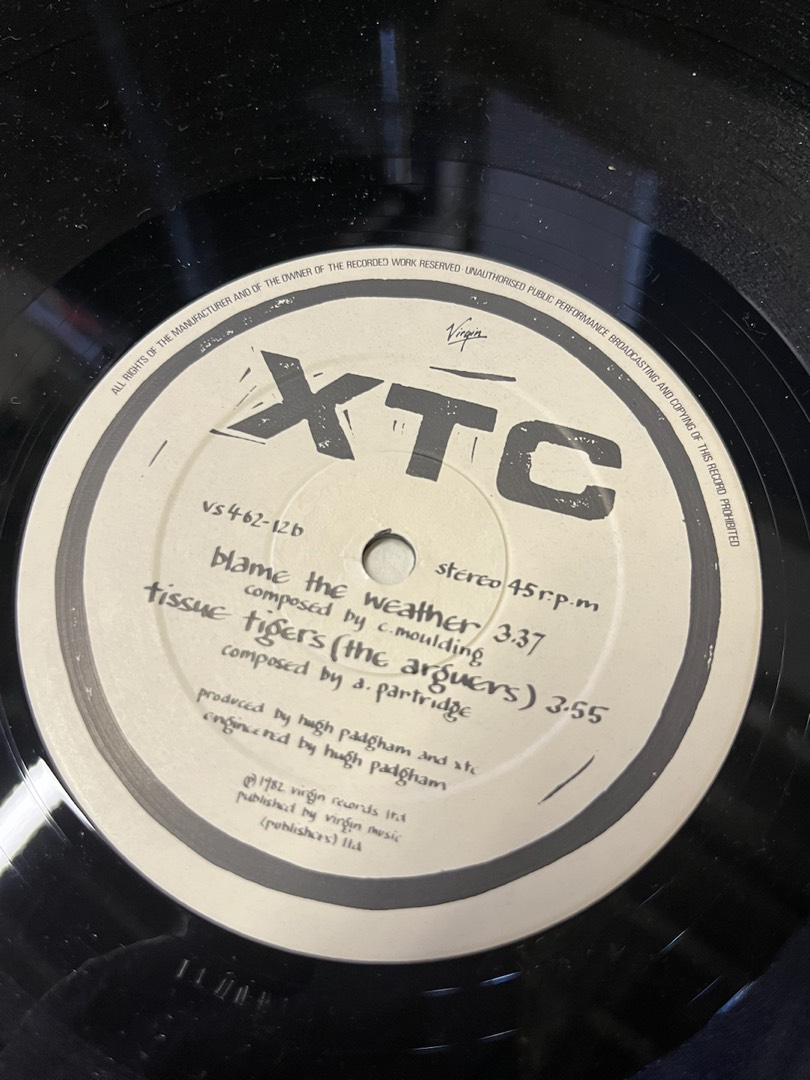 ALL RIGHTS OF THE MANUFACTURER AND OF THE OWNER OF THE RECORDED WORK RESERVED · UNAUTHORISED PUBLIC PERFORMANCE BROADCASTING AND COPYING OF THIS RECORD PROHIBITED
Virgin
XTC
vs 462-12b
stereo 45 r.p.m
blame the weather 3.37
composed by c. moulding
tissue tigers (the arguers) 3.55
composed by a. partridge
produced by hugh padgham and xtc
engineered by hugh padgham
℗ 1982 virgin records ltd
published by virgin music
(publishers) ltd